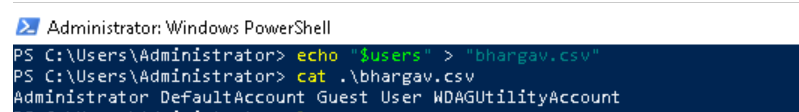 Administrator: Windows PowerShell
PS C:\Users\Administrator> echo "$users" > "bhargav.csv"
PS C:\Users\Administrator> cat .\bhargav.csv
Administrator DefaultAccount Guest User WDAGUtilityAccount